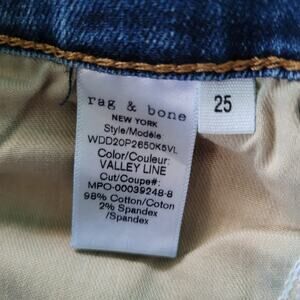 rag & bone
NEW YORK
Style/Modéle
WDD20P2650K5VL
Color/Couleur:
VALLEY LINE
Cut/Coupe#:
MPO-00039248-8
98% Cotton/Coton
2% Spandex
/Spandex
25